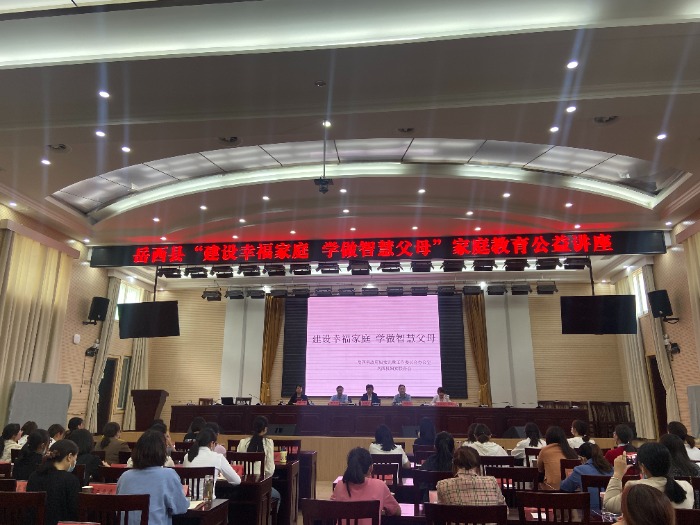 岳西县“建设幸福家庭 学做智慧父母”家庭教育公益讲座
建设幸福家庭 学做智慧父母